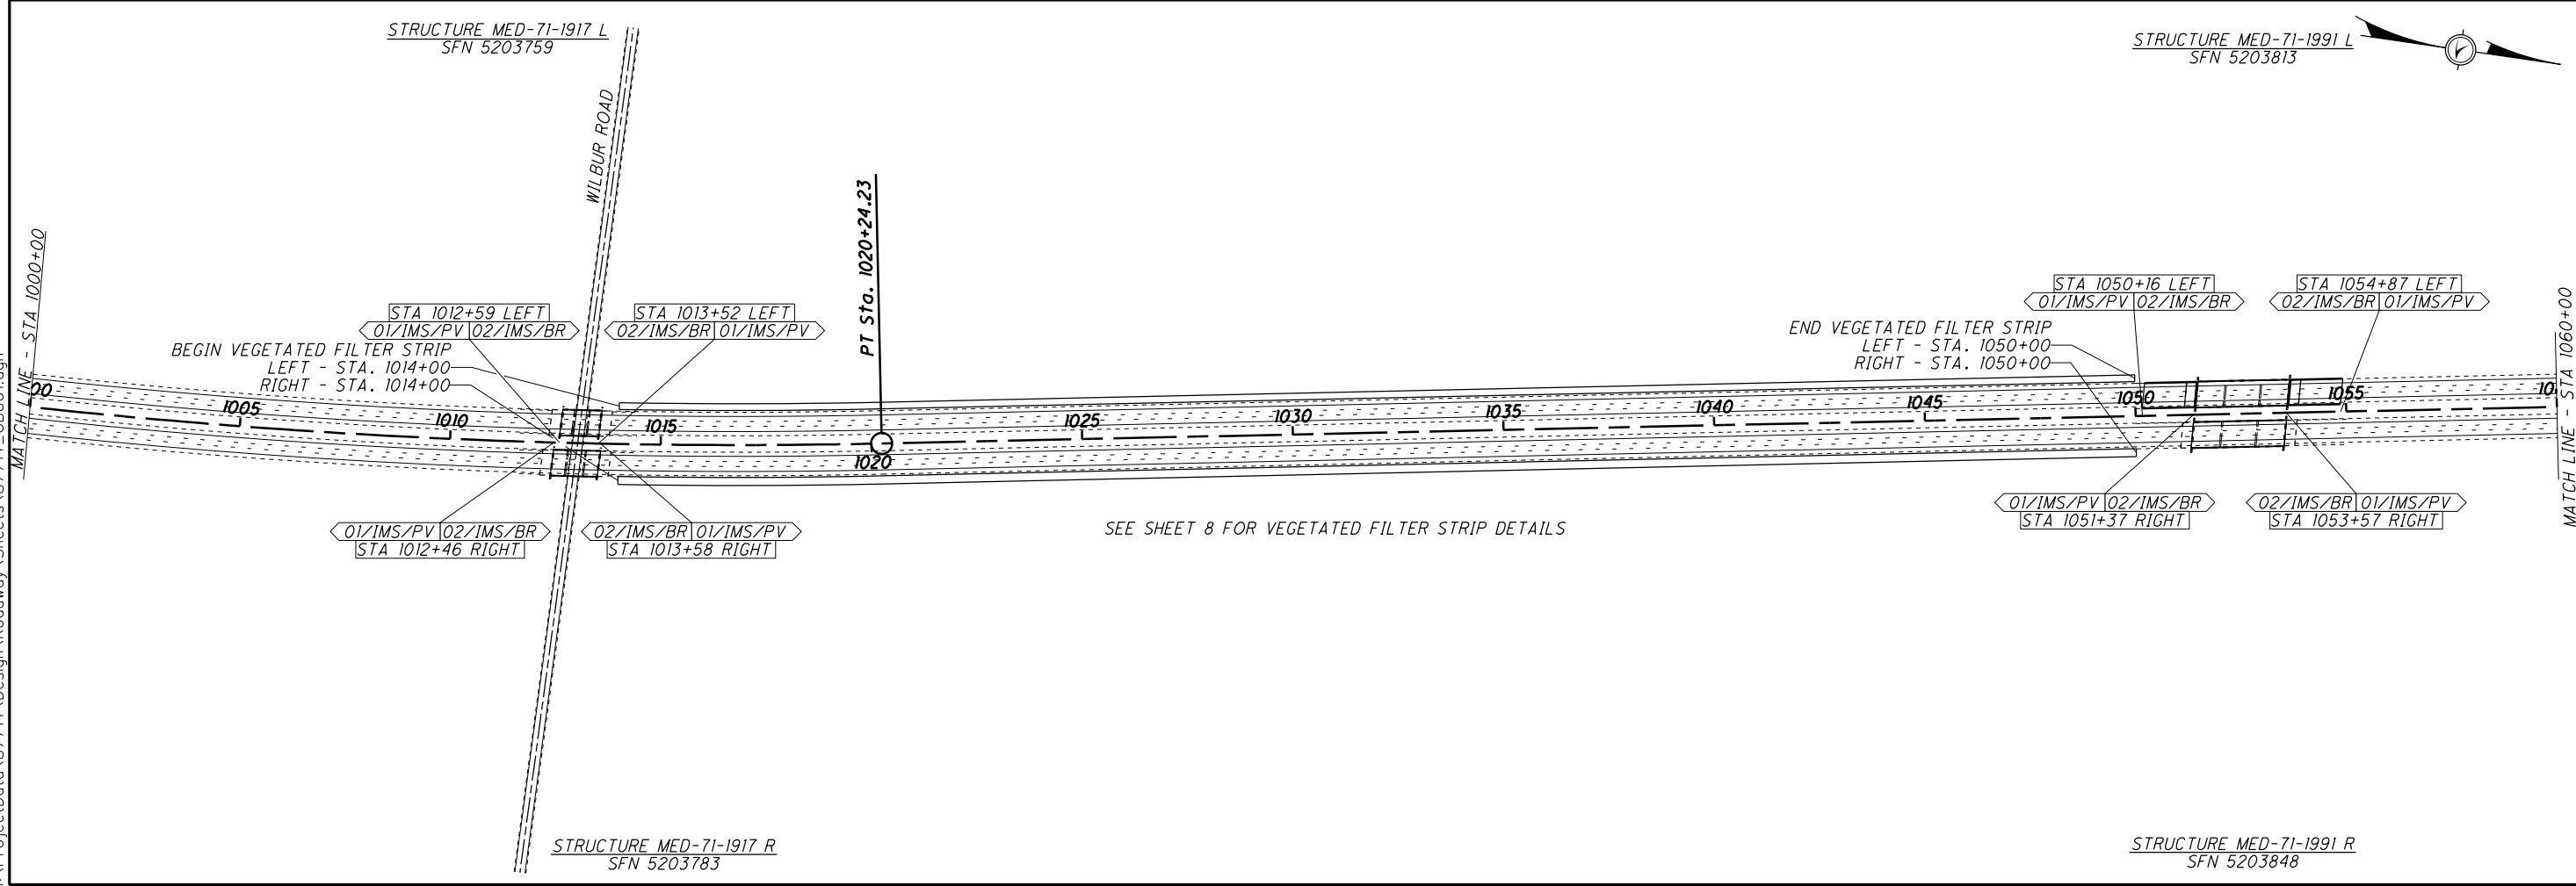 STRUCTURE MED-71-1917 L
SFN 5203759
STRUCTURE MED-71-1991 L
SFN 5203813
WILBUR ROAD
PT Sta. 1020+24.23
MATCH LINE - STA 1000+00
STA 1012+59 LEFT
01/IMS/PV 02/IMS/BR
STA 1013+52 LEFT
02/IMS/BR 01/IMS/PV
BEGIN VEGETATED FILTER STRIP
LEFT - STA. 1014+00
RIGHT - STA. 1014+00
STA 1050+16 LEFT
01/IMS/PV 02/IMS/BR
STA 1054+87 LEFT
02/IMS/BR 01/IMS/PV
END VEGETATED FILTER STRIP
LEFT - STA. 1050+00
RIGHT - STA. 1050+00
MATCH LINE - STA 1060+00
00
1005
1010
1015
1020
1025
1030
1035
1040
1045
1050
1055
10
01/IMS/PV 02/IMS/BR
STA 1012+46 RIGHT
02/IMS/BR 01/IMS/PV
STA 1013+58 RIGHT
SEE SHEET 8 FOR VEGETATED FILTER STRIP DETAILS
01/IMS/PV 02/IMS/BR
STA 1051+37 RIGHT
02/IMS/BR 01/IMS/PV
STA 1053+57 RIGHT
STRUCTURE MED-71-1917 R
SFN 5203783
STRUCTURE MED-71-1991 R
SFN 5203848